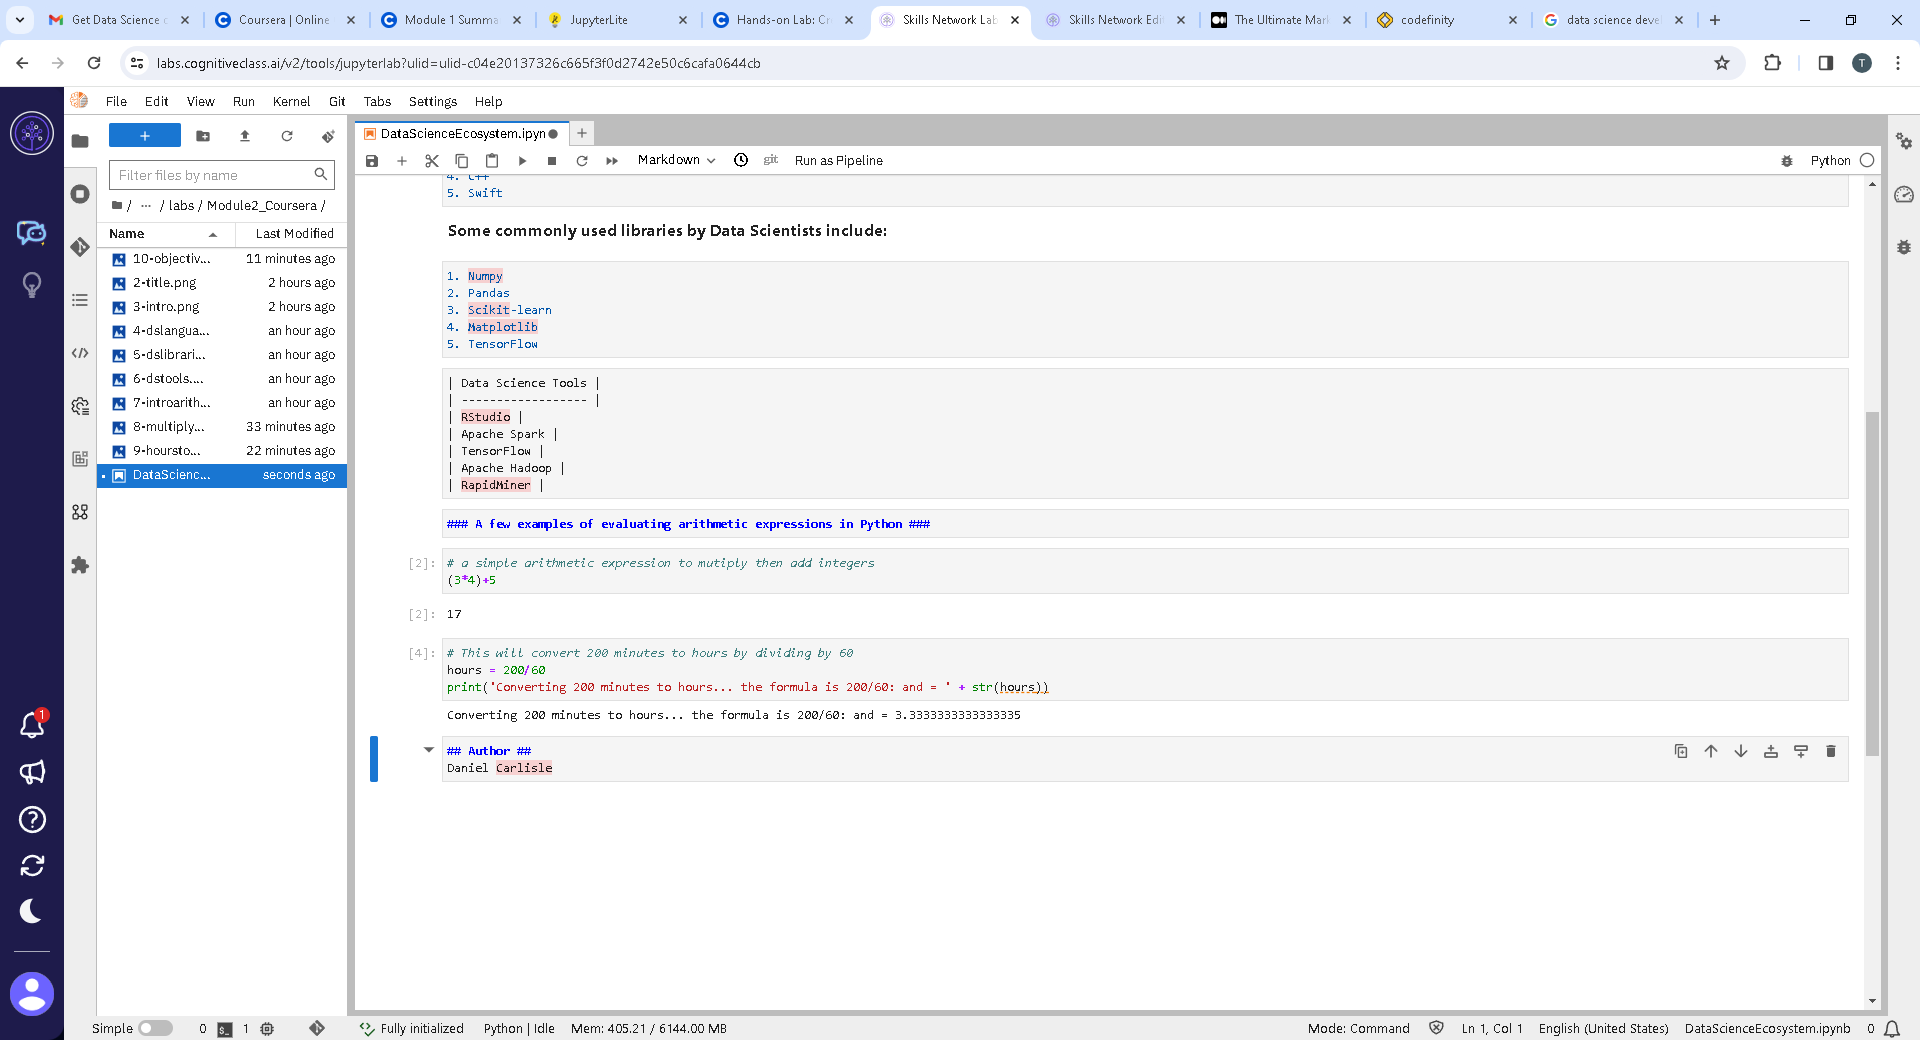 Get Data Science c
Coursera | Online
Module 1 Summa
JupyterLite
Hands-on Lab: Cr
Skills Network Lab
Skills Network Edi
The Ultimate Mar
codefinity
data science deve
labs.cognitiveclass.ai/v2/tools/jupyterlab?ulid=ulid-c04e20137326c665f3f0d2742e50c6cafa0644cb
T
File Edit View Run Kernel Git Tabs Settings Help
DataScienceEcosystem.ipyn
Markdown
git
Run as Pipeline
Python
Filter files by name
/ ··· / labs / Module2_Coursera /
Name Last Modified
10-objectiv... 11 minutes ago
2-title.png 2 hours ago
3-intro.png 2 hours ago
4-dslangua... an hour ago
5-dslibrari... an hour ago
6-dstools.... an hour ago
7-introarith... an hour ago
8-multiply... 33 minutes ago
9-hoursto... 22 minutes ago
DataScienc... seconds ago
4. C++
5. Swift
Some commonly used libraries by Data Scientists include:
1. Numpy
2. Pandas
3. Scikit-learn
4. Matplotlib
5. TensorFlow
| Data Science Tools |
| ------------------ |
| RStudio |
| Apache Spark |
| TensorFlow |
| Apache Hadoop |
| RapidMiner |
### A few examples of evaluating arithmetic expressions in Python ###
[2]: # a simple arithmetic expression to mutiply then add integers
(3*4)+5
[2]: 17
[4]: # This will convert 200 minutes to hours by dividing by 60
hours = 200/60
print('Converting 200 minutes to hours... the formula is 200/60: and = ' + str(hours))
Converting 200 minutes to hours... the formula is 200/60: and = 3.3333333333333335
## Author ##
Daniel Carlisle
1
Simple 0 1 Fully initialized Python | Idle Mem: 405.21 / 6144.00 MB Mode: Command Ln 1, Col 1 English (United States) DataScienceEcosystem.ipynb 0